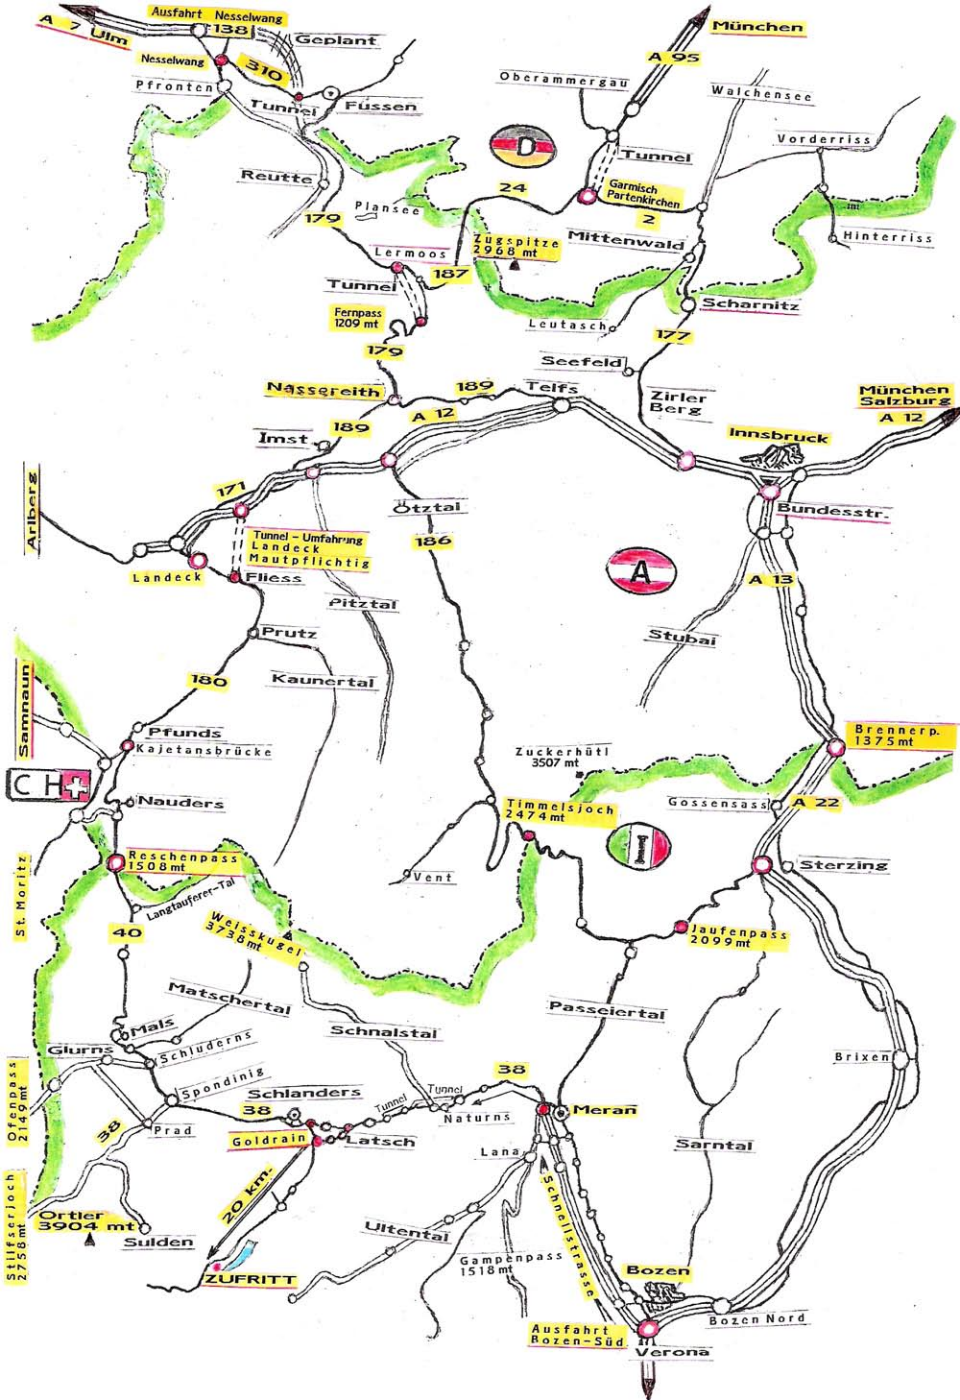 Ausfahrt Nesselwang
A 7 Ulm
138
München
Geplant
A 95
Nesselwang
310
Oberammergau
Walchensee
Pfronten
Tunnel
Füssen
Vorderriss
D
Tunnel
Reutte
24
Garmisch
Partenkirchen
179
Plansee
2
Hinterriss
Zugspitze
2968 mt
Mittenwald
Lermoos
187
Tunnel
Scharnitz
Fernpass
1209 mt
Leutasch
177
179
Seefeld
Nassereith
189
Telfs
Zirler
Berg
München
Salzburg
A 12
A 12
189
Imst
Innsbruck
171
Arlberg
Ötztal
Bundesstr.
Tunnel - Umfahrung
Landeck
Mautpflichtig
186
Landeck
Fliess
A
A 13
Pitztal
Prutz
Stubai
180
Kaunertal
Samnaun
Pfunds
Kajetansbrücke
Brennerp.
1375 mt
Zuckerhütl
3507 mt
CH
Nauders
Timmelsjoch
2474 mt
Gossensass
A 22
Reschenpass
1508 mt
Sterzing
Vent
St. Moritz
Langtauferer-Tal
40
Weisskugel
3738 mt
Jaufenpass
2099 mt
Matschertal
Passeiertal
Mals
Schnalstal
Glurns
Schluderns
Brixen
Ofenpass
2149 mt
Spondinig
38
Schlanders
Tunnel
38
Tunnel
Naturns
Meran
38
Prad
Goldrain
Latsch
Lana
Sarntal
20 km.
Stilfserjoch
2758 mt
Ortler
3904 mt
Schnellstrasse
Sulden
Ultental
Gampenpass
1518 mt
ZUFRITT
Bozen
Bozen Nord
Ausfahrt
Bozen-Süd
Verona